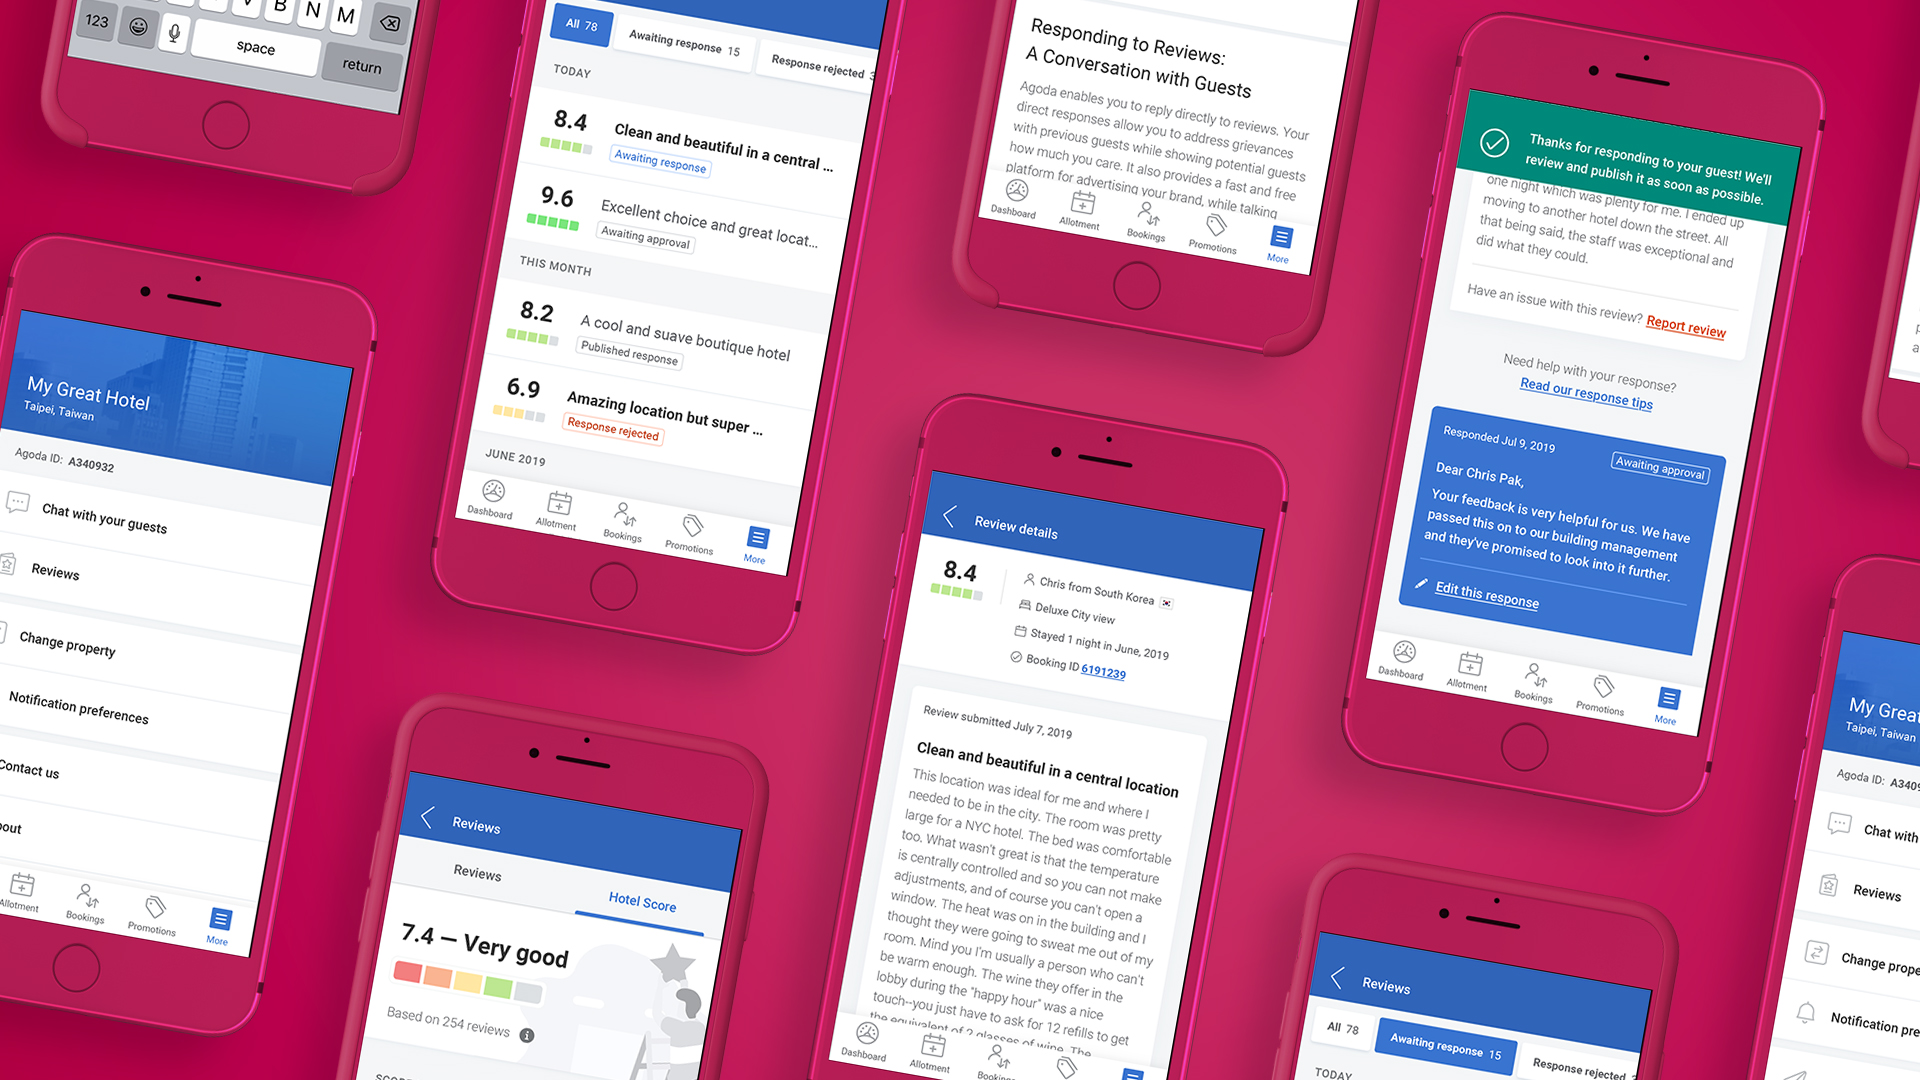 B
N
M
123
space
return
My Great Hotel
Taipei, Taiwan
Agoda ID: A340932
Chat with your guests
Reviews
Change property
Notification preferences
Contact us
Allotment
Bookings
Promotions
More
All 78
Awaiting response 15
Response rejected
TODAY
8.4
Clean and beautiful in a central ...
Awaiting response
9.6
Excellent choice and great locat...
Awaiting approval
THIS MONTH
8.2
A cool and suave boutique hotel
Published response
6.9
Amazing location but super ...
Response rejected
JUNE 2019
Dashboard
Allotment
Bookings
Promotions
More
Reviews
Reviews
Hotel Score
7.4 — Very good
Based on 254 reviews
Responding to Reviews:
A Conversation with Guests
Agoda enables you to reply directly to reviews. Your
direct responses allow you to address grievances
with previous guests while showing potential guests
how much you care. It also provides a fast and free
platform for advertising your brand, while talking
Dashboard
Allotment
Bookings
Promotions
More
Review details
8.4
Chris from South Korea
Deluxe City view
Stayed 1 night in June, 2019
Booking ID 6191239
Review submitted July 7, 2019
Clean and beautiful in a central location
This location was ideal for me and where I
needed to be in the city. The room was pretty
large for a NYC hotel. The bed was comfortable
too. What wasn't great is that the temperature
is centrally controlled and so you can not make
adjustments, and of course you can't open a
window. The heat was on in the building and I
thought they were going to sweat me out of my
room. Mind you I'm usually a person who can't
be warm enough. The wine they offer in the
lobby during the "happy hour" was a nice
touch--you just have to ask for 12 refills to get
the equivalent of 2 glasses of wine. The
Dashboard
Allotment
Bookings
Thanks for responding to your guest! We'll
review and publish it as soon as possible.
one night which was plenty for me. I ended up
moving to another hotel down the street. All
that being said, the staff was exceptional and
did what they could.
Have an issue with this review? Report review
Need help with your response?
Read our response tips
Responded Jul 9, 2019
Awaiting approval
Dear Chris Pak,
Your feedback is very helpful for us. We have
passed this on to our building management
and they've promised to look into it further.
Edit this response
Dashboard
Allotment
Bookings
Promotions
More
Reviews
All 78
Awaiting response 15
Response rejected
TODAY
My Great
Taipei, Taiwan
Agoda ID:
Chat with
Reviews
Change
Notification